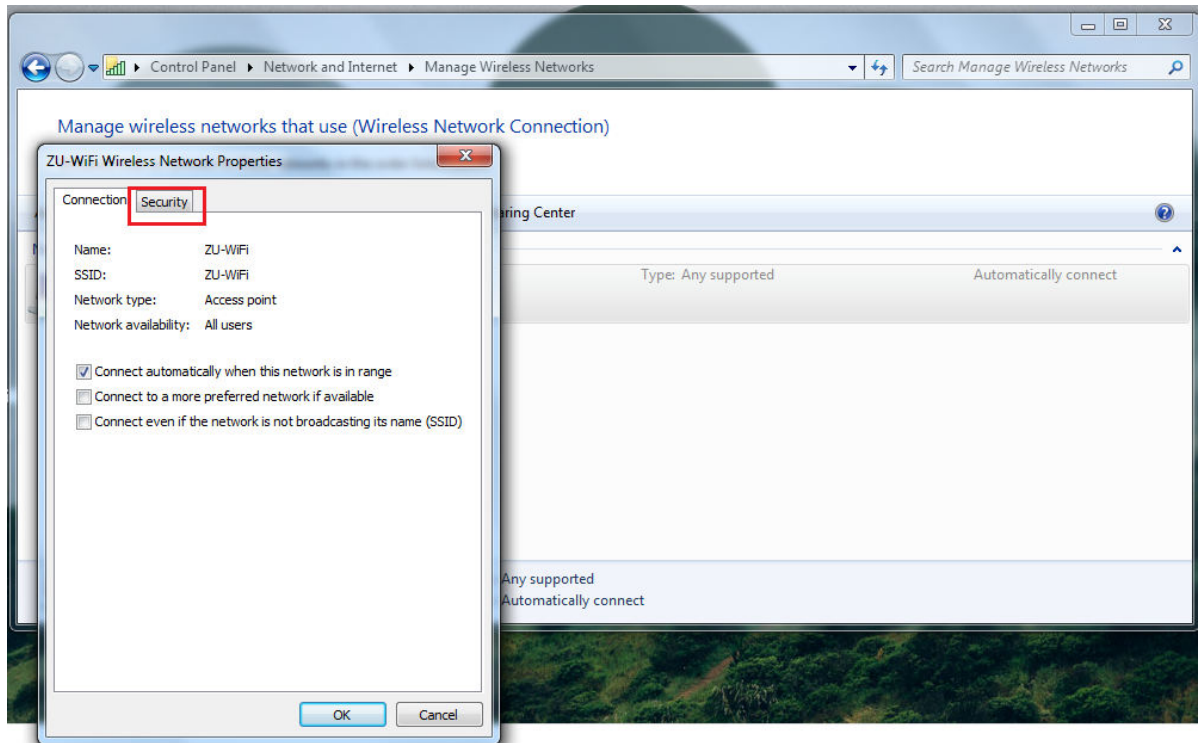 Control Panel ▸ Network and Internet ▸ Manage Wireless Networks
Search Manage Wireless Networks
Manage wireless networks that use (Wireless Network Connection)
ZU-WiFi Wireless Network Properties
Connection Security
aring Center
Name: ZU-WiFi
SSID: ZU-WiFi
Type: Any supported Automatically connect
Network type: Access point
Network availability: All users
Connect automatically when this network is in range
Connect to a more preferred network if available
Connect even if the network is not broadcasting its name (SSID)
Any supported
Automatically connect
OK Cancel